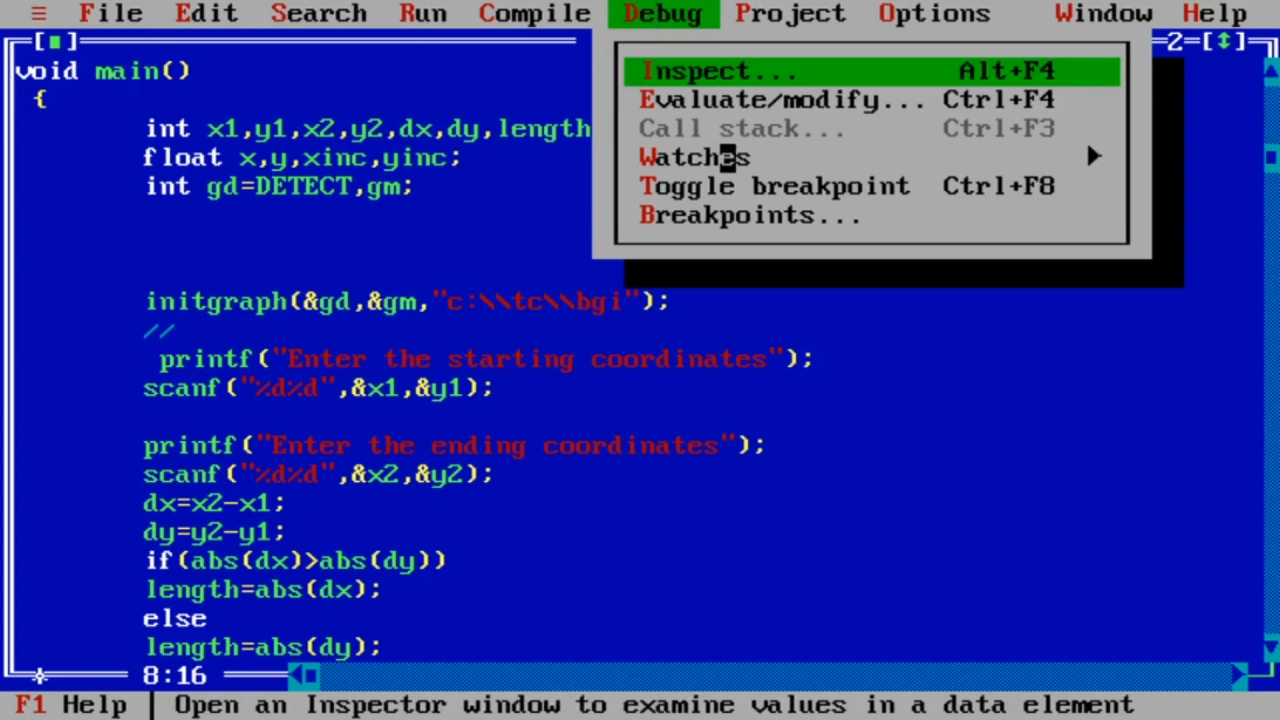 ≡ File Edit Search Run Compile Debug Project Options Window Help
[■] 2=[↕]
void main()
{
int x1,y1,x2,y2,dx,dy,length
float x,y,xinc,yinc;
int gd=DETECT,gm;
Inspect... Alt+F4
Evaluate/modify... Ctrl+F4
Call stack... Ctrl+F3
Watches
Toggle breakpoint Ctrl+F8
Breakpoints...
initgraph(&gd,&gm,"c:\\tc\\bgi");
//
printf("Enter the starting coordinates");
scanf("%d%d",&x1,&y1);
printf("Enter the ending coordinates");
scanf("%d%d",&x2,&y2);
dx=x2-x1;
dy=y2-y1;
if(abs(dx)>abs(dy))
length=abs(dx);
else
length=abs(dy);
8:16
F1 Help │ Open an Inspector window to examine values in a data element